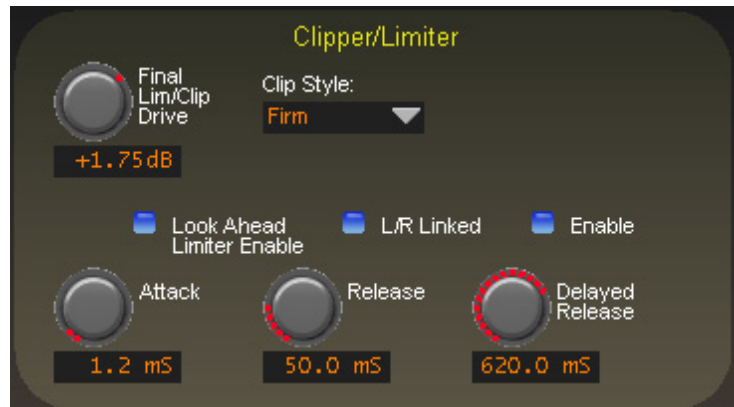 Clipper/Limiter
Final
Lim/Clip
Drive
+1.75dB
Clip Style:
Firm
Look Ahead
Limiter Enable
L/R Linked
Enable
Attack
1.2 mS
Release
50.0 mS
Delayed
Release
620.0 mS